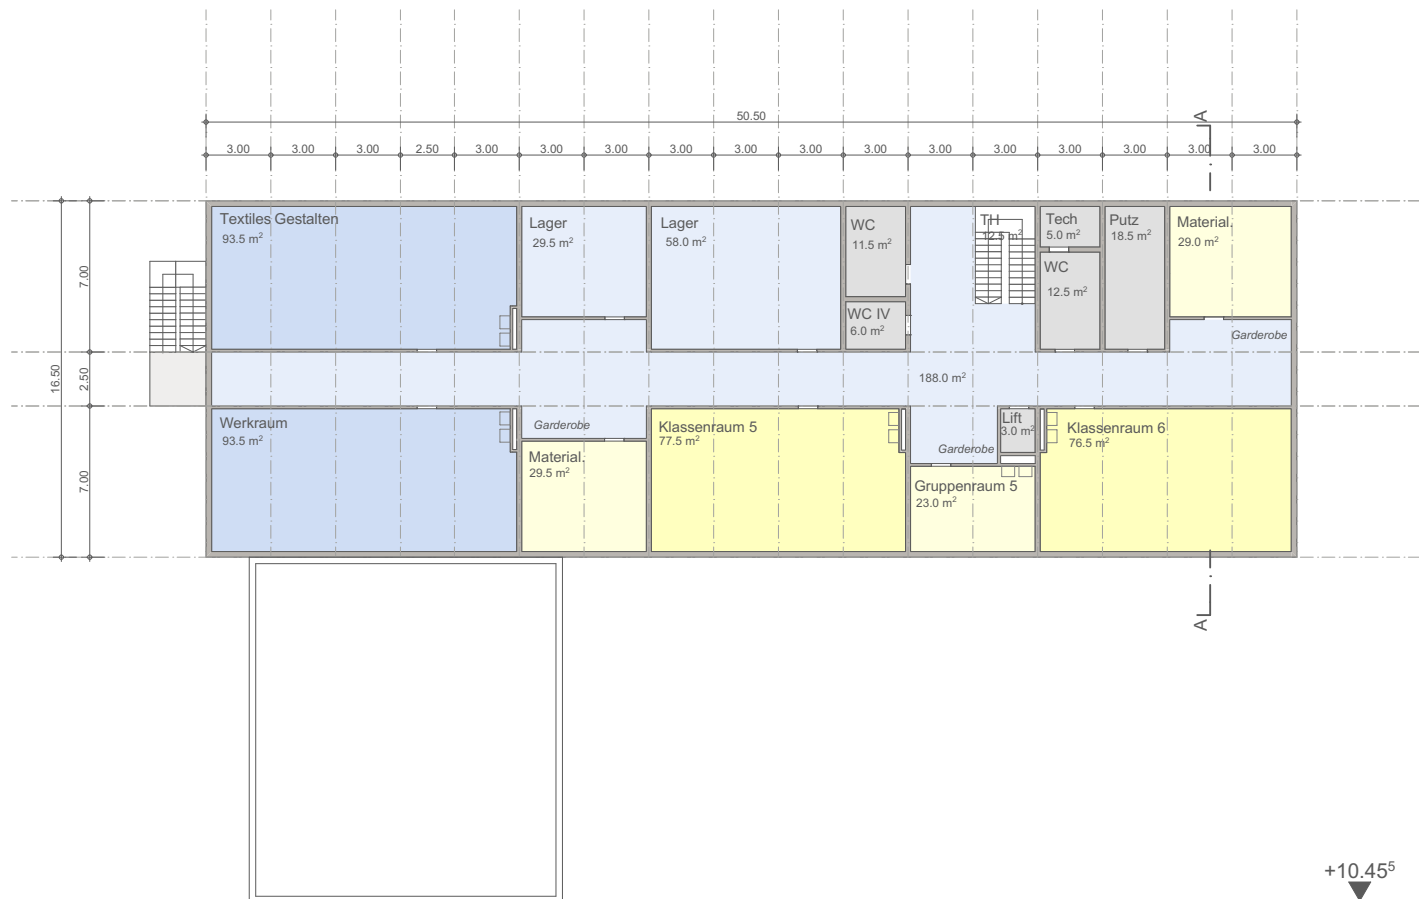 50.50
3.00 3.00 3.00 2.50 3.00 3.00 3.00 3.00 3.00 3.00 3.00 3.00 3.00 3.00 3.00 3.00 3.00
A
Textiles Gestalten
93.5 m²
Lager
29.5 m²
Lager
58.0 m²
WC
11.5 m²
WC IV
6.0 m²
TH
12.5 m²
Tech
5.0 m²
WC
12.5 m²
Putz
18.5 m²
Material.
29.0 m²
Garderobe
7.00
2.50
16.50
7.00
188.0 m²
Werkraum
93.5 m²
Garderobe
Material.
29.5 m²
Klassenraum 5
77.5 m²
Garderobe
Lift
3.0 m²
Gruppenraum 5
23.0 m²
Klassenraum 6
76.5 m²
A
+10.45⁵